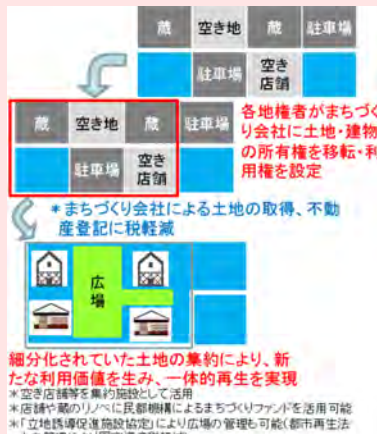 蔵 空き地 蔵 駐車場
駐車場 空き
店舗
蔵 空き地 蔵 駐車場
駐車場 空き
店舗
各地権者がまちづく
り会社に土地・建物
の所有権を移転・利
用権を設定
*まちづくり会社による土地の取得、不動
産登記に税軽減
広
場
細分化されていた土地の集約により、新
たな利用価値を生み、一体的再生を実現
*空き店舗等を集約施設として活用
*店舗や蔵のリノベに民都機構によるまちづくりファンドを活用可能
*「立地誘導促進施設協定」により広場の管理も可能(都市再生法